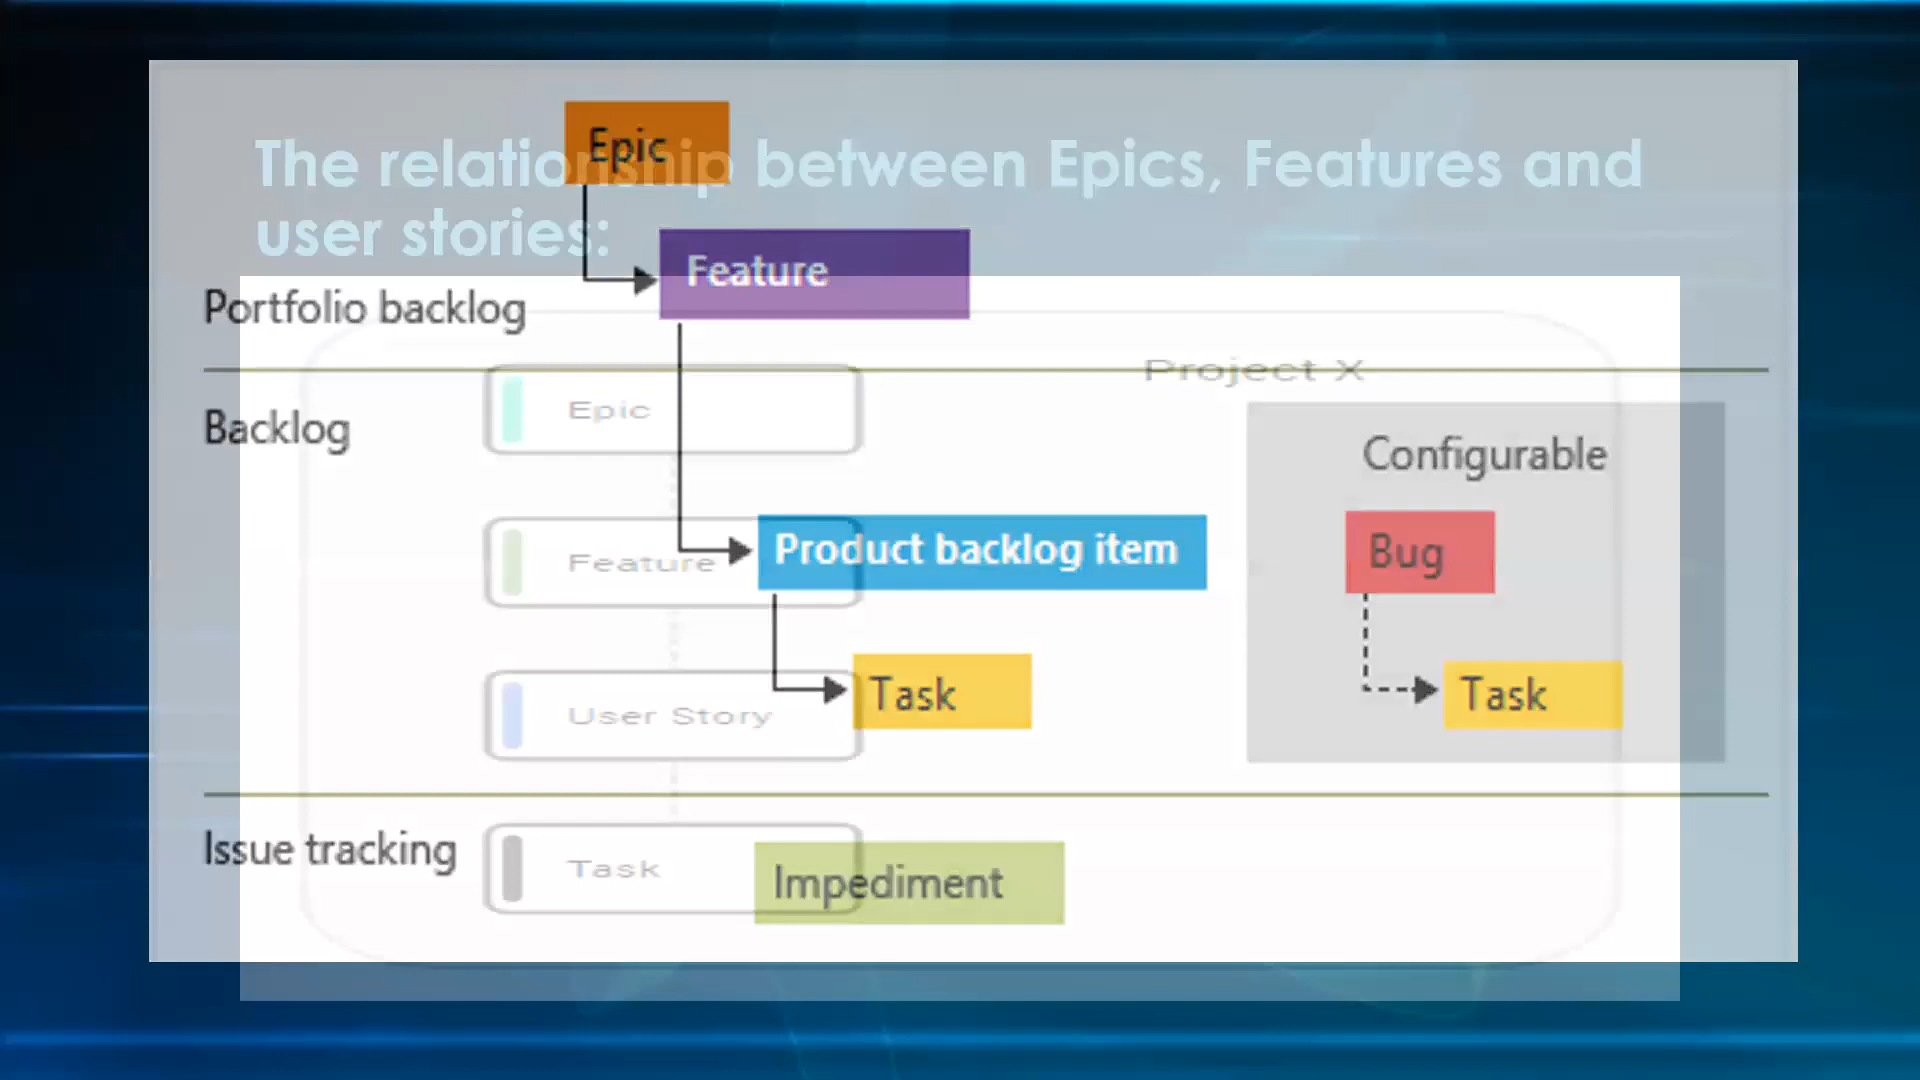 Epic
The relationship between Epics, Features and
user stories:
Feature
Portfolio backlog
Project X
Epic
Backlog
Configurable
Product backlog item
Bug
Feature
Task
Task
User Story
Issue tracking
Task
Impediment